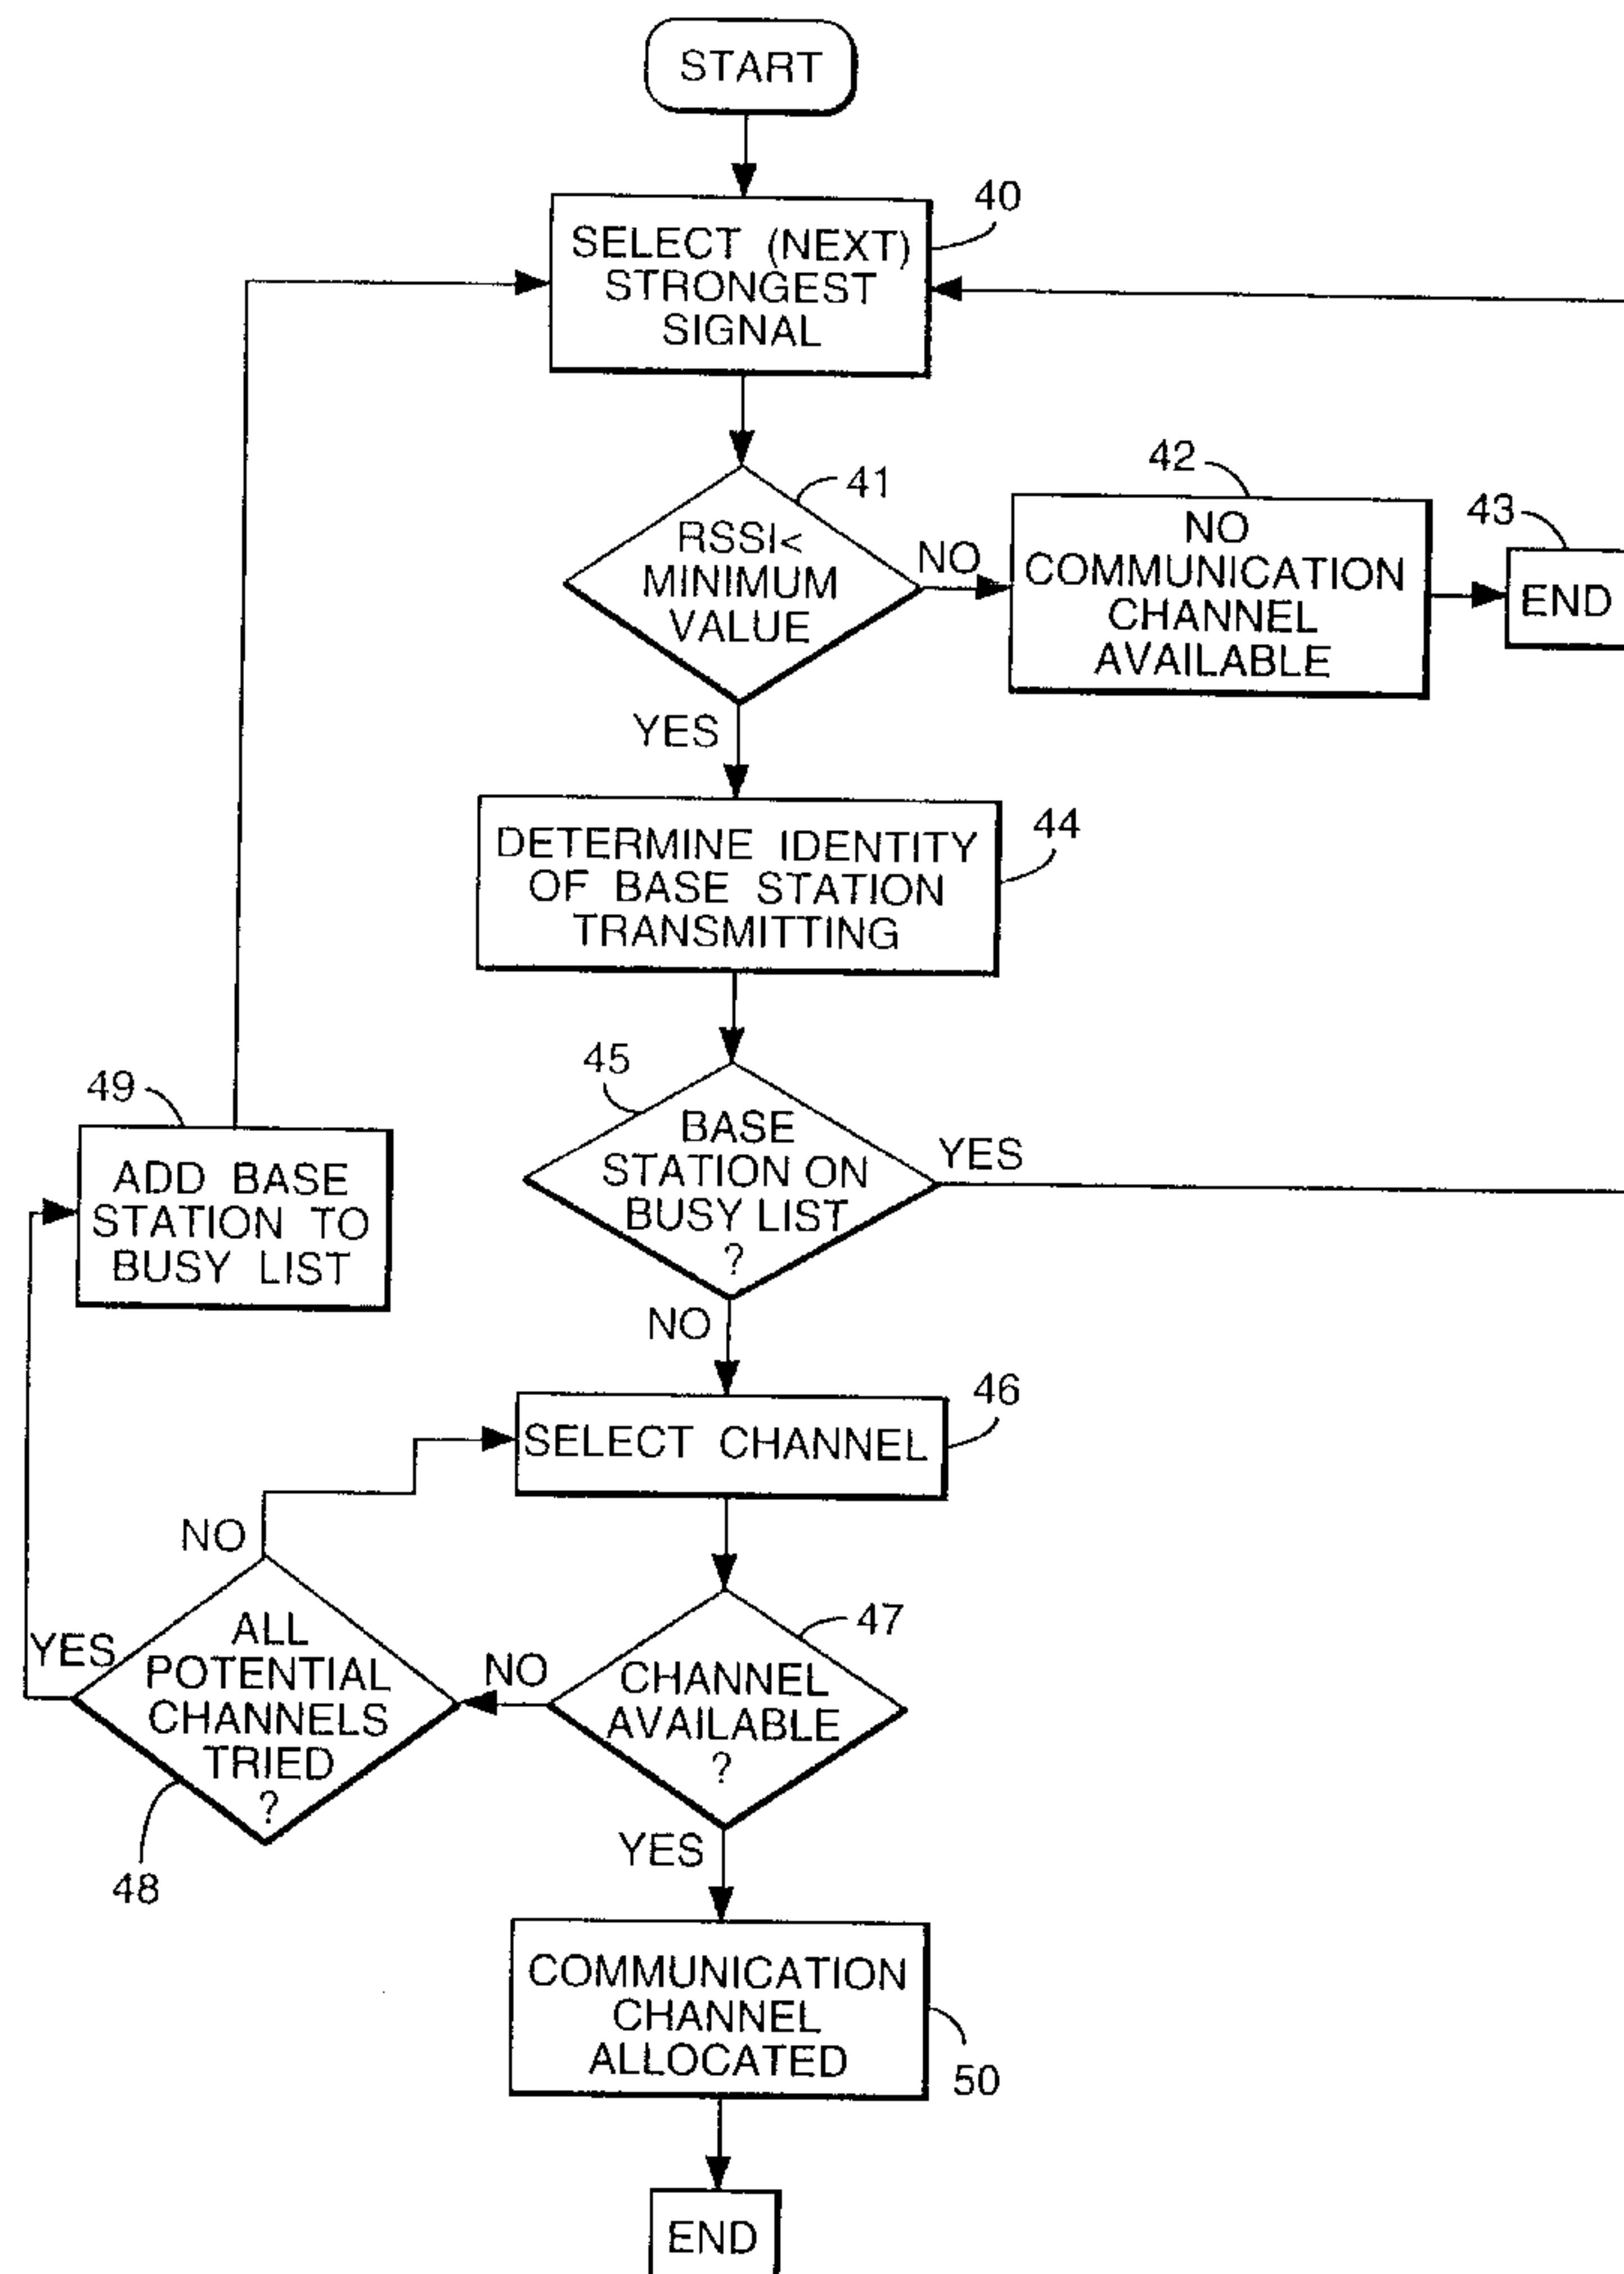 START
40
SELECT (NEXT)
STRONGEST
SIGNAL
41
RSSI<
MINIMUM
VALUE
NO
42
NO
COMMUNICATION
CHANNEL
AVAILABLE
43
END
YES
44
DETERMINE IDENTITY
OF BASE STATION
TRANSMITTING
45
BASE
STATION ON
BUSY LIST
?
YES
49
ADD BASE
STATION TO
BUSY LIST
NO
46
SELECT CHANNEL
NO
47
CHANNEL
AVAILABLE
?
NO
YES
ALL
POTENTIAL
CHANNELS
TRIED
?
48
YES
COMMUNICATION
CHANNEL
ALLOCATED
50
END